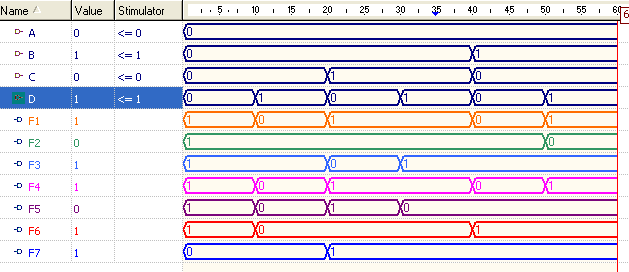 Name Value Stimulator 5 10 15 20 25 30 35 40 45 50 55 60 6
A 0 <= 0 0
B 1 <= 1 0 1
C 0 <= 0 0 1 0
D 1 <= 1 0 1 0 1 0 1
F1 1 1 0 1 0 1
F2 0 1 0
F3 1 1 0 1
F4 1 1 0 1 0 1
F5 0 1 0 1 0
F6 1 1 0 1
F7 1 0 1